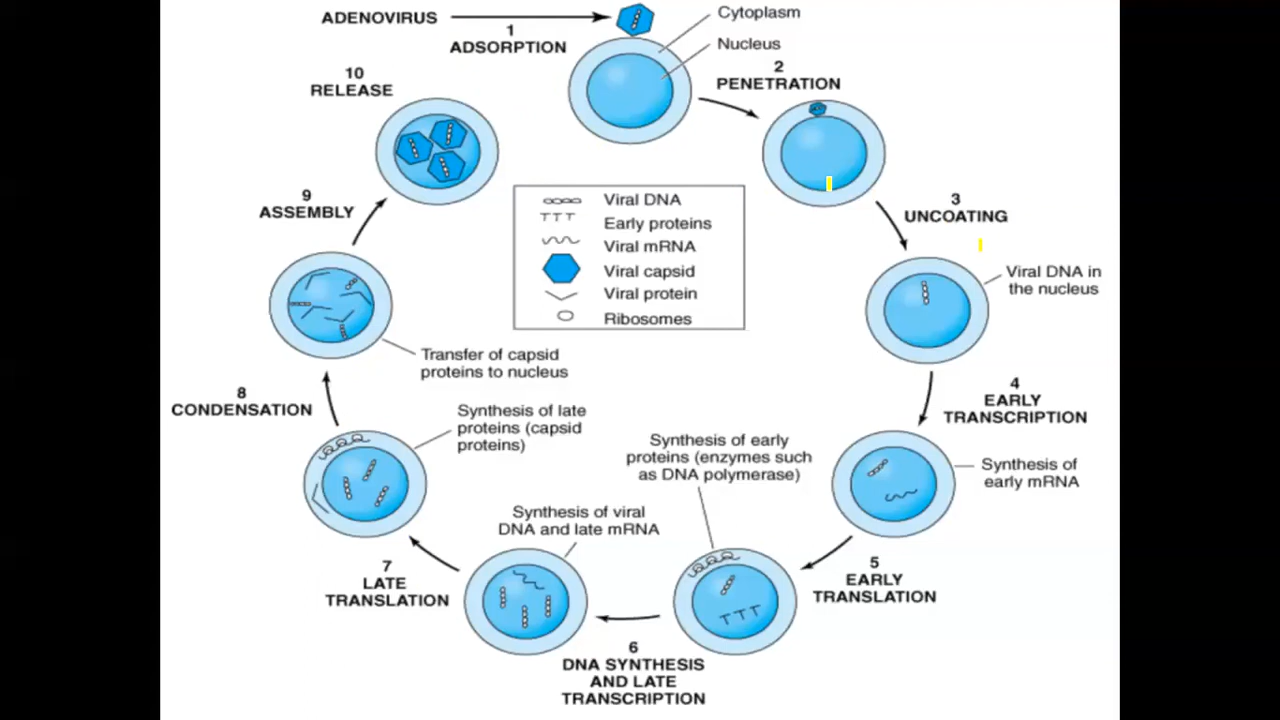 ADENOVIRUS
1
ADSORPTION
Cytoplasm
Nucleus
2
PENETRATION
3
UNCOATING
Viral DNA in
the nucleus
4
EARLY
TRANSCRIPTION
Synthesis of
early mRNA
5
EARLY
TRANSLATION
Synthesis of early
proteins (enzymes such
as DNA polymerase)
6
DNA SYNTHESIS
AND LATE
TRANSCRIPTION
Synthesis of viral
DNA and late mRNA
7
LATE
TRANSLATION
Synthesis of late
proteins (capsid
proteins)
8
CONDENSATION
Transfer of capsid
proteins to nucleus
9
ASSEMBLY
10
RELEASE
Viral DNA
Early proteins
Viral mRNA
Viral capsid
Viral protein
Ribosomes